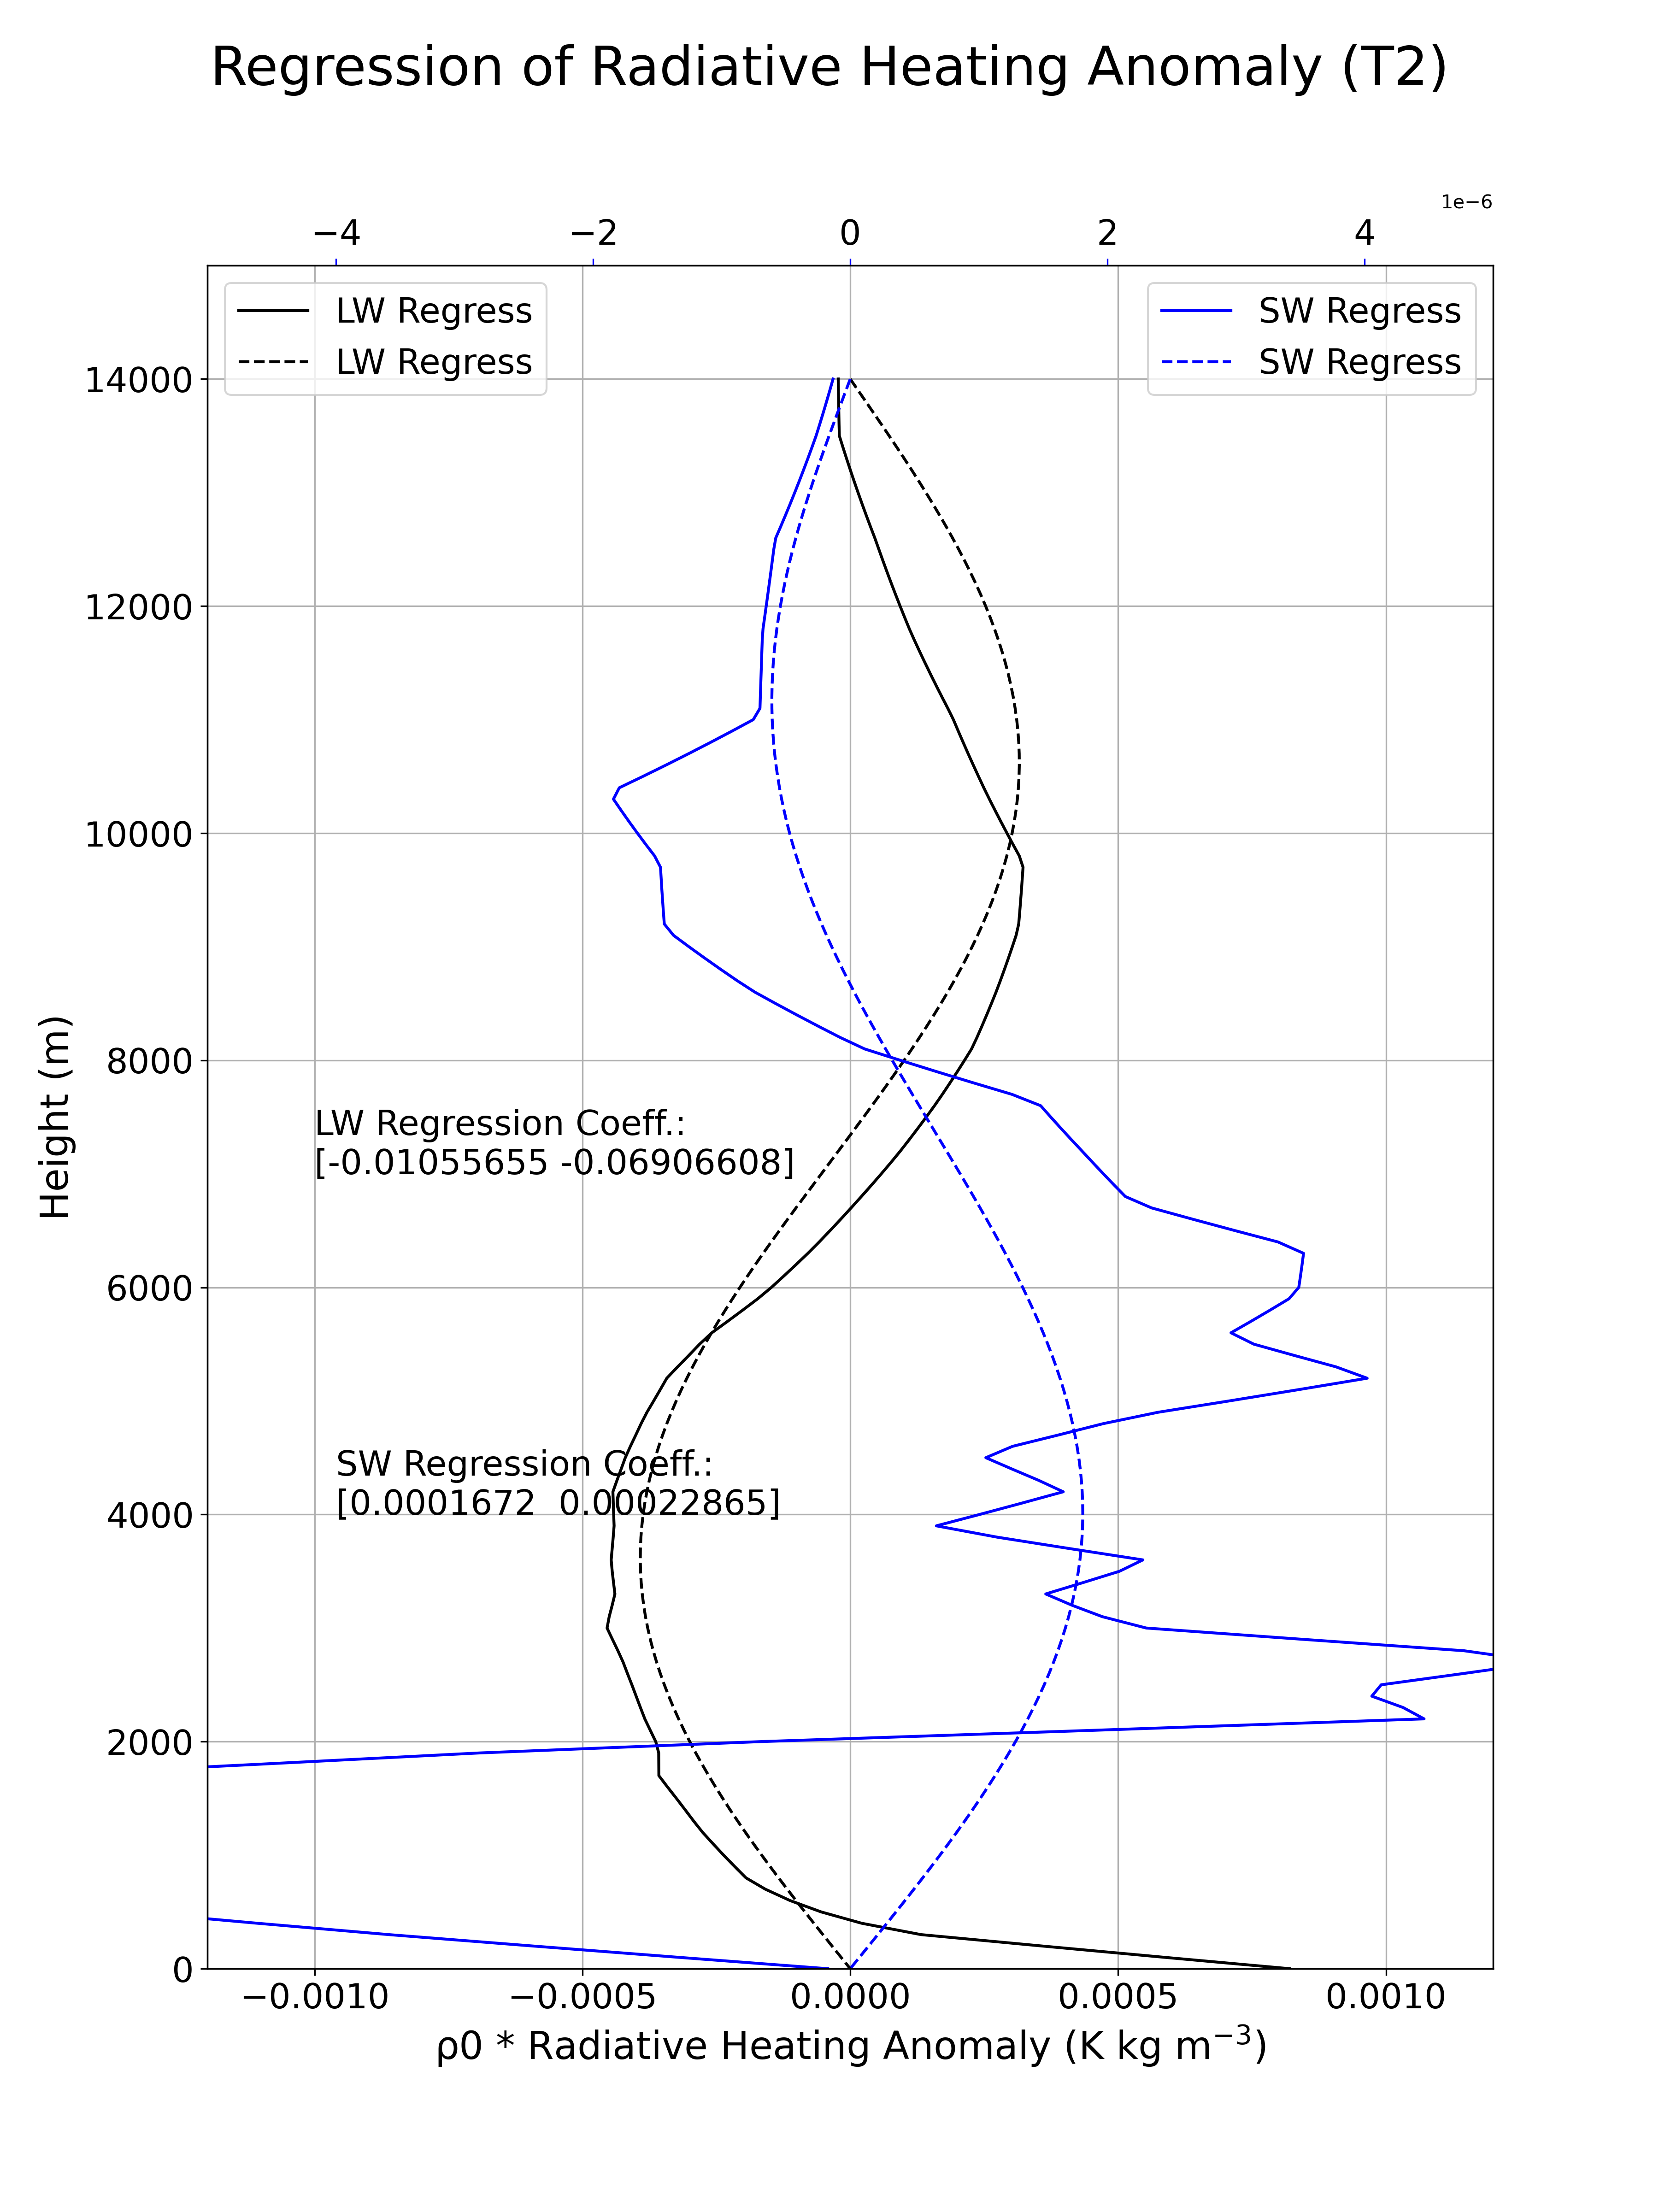 Regression of Radiative Heating Anomaly (T2)
1e−6
−4 −2 0 2 4
LW Regress
LW Regress
SW Regress
SW Regress
14000
12000
10000
8000
6000
4000
2000
0
Height (m)
LW Regression Coeff.:
[-0.01055655 -0.06906608]
SW Regression Coeff.:
[0.0001672  0.00022865]
−0.0010 −0.0005 0.0000 0.0005 0.0010
ρ0 * Radiative Heating Anomaly (K kg m⁻³)